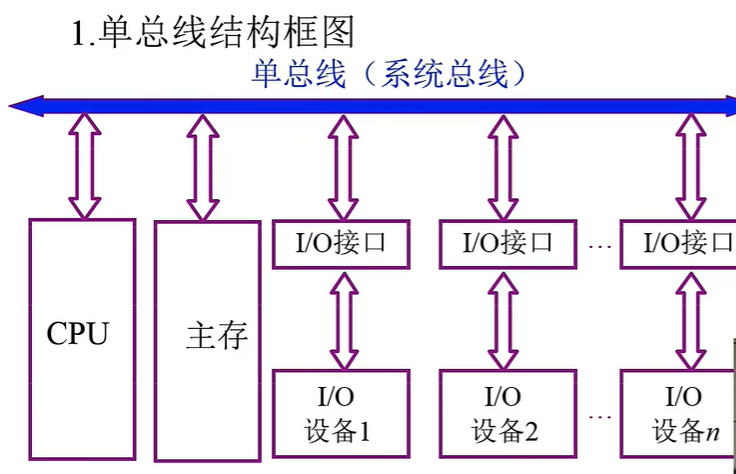 1.单总线结构框图
单总线（系统总线）
I/O接口 I/O接口 … I/O接口
CPU 主存
I/O I/O I/O
设备1 设备2 … 设备n